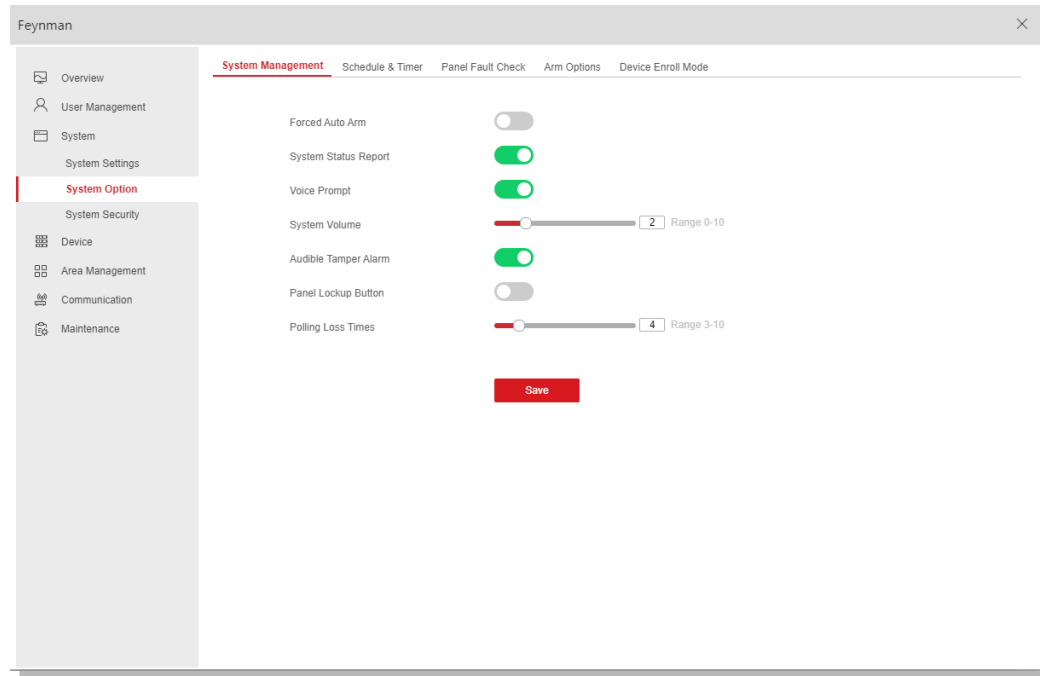 Feynman
Overview
User Management
System
System Settings
System Option
System Security
Device
Area Management
Communication
Maintenance
System Management Schedule & Timer Panel Fault Check Arm Options Device Enroll Mode
Forced Auto Arm
System Status Report
Voice Prompt
System Volume 2 Range 0-10
Audible Tamper Alarm
Panel Lockup Button
Polling Loss Times 4 Range 3-10
Save